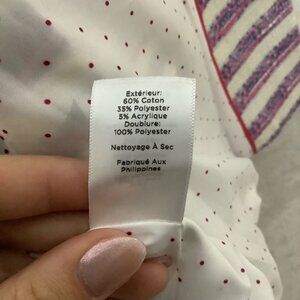 Extérieur:
60% Coton
35% Polyester
5% Acrylique
Doublure:
100% Polyester
Nettoyage À Sec
Fabriqué Aux
Philippines